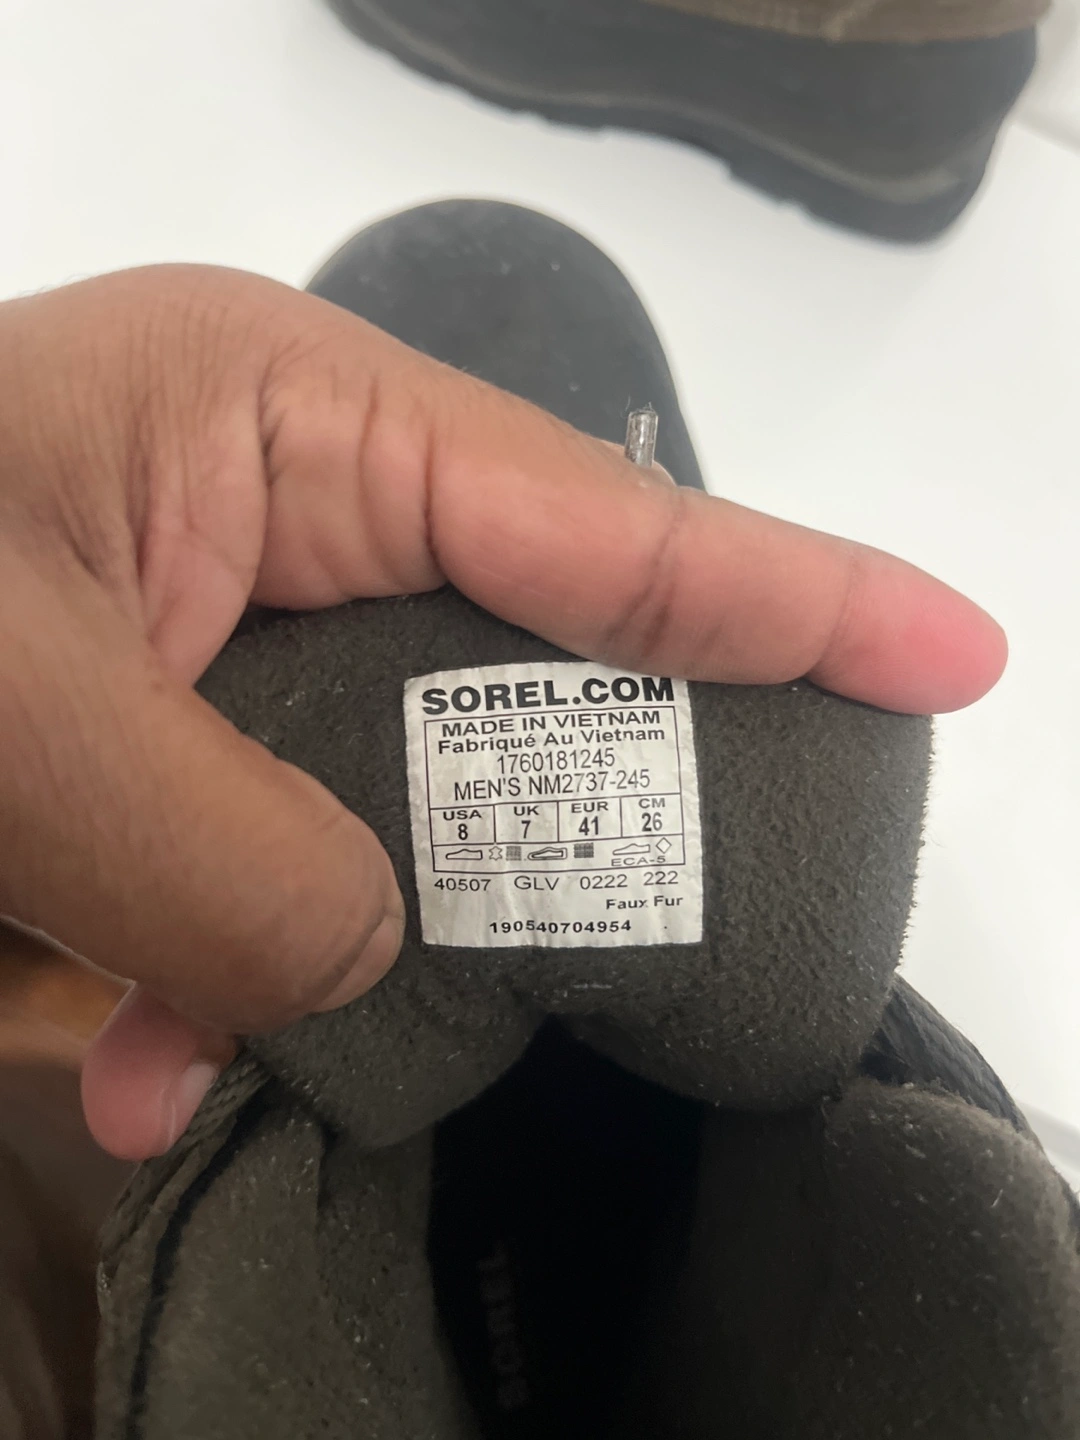 SOREL.COM
MADE IN VIETNAM
Fabriqué Au Vietnam
1760181245
MEN'S NM2737-245
USA UK EUR CM
8 7 41 26
ECA-5
40507 GLV 0222 222
Faux Fur
190540704954
SOREL